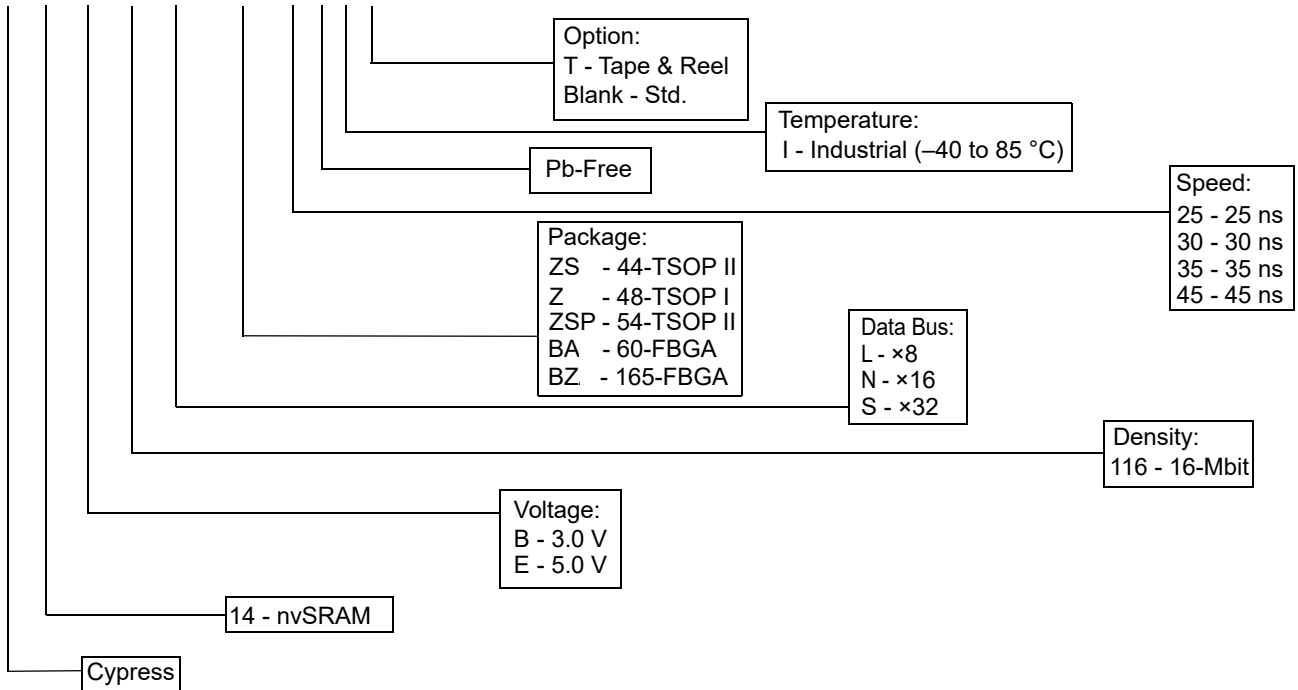 Option:
T - Tape & Reel
Blank - Std.
Temperature:
I - Industrial (–40 to 85 °C)
Pb-Free
Speed:
25 - 25 ns
30 - 30 ns
35 - 35 ns
45 - 45 ns
Package:
ZS - 44-TSOP II
Z - 48-TSOP I
ZSP - 54-TSOP II
BA - 60-FBGA
BZ - 165-FBGA
Data Bus:
L - ×8
N - ×16
S - ×32
Density:
116 - 16-Mbit
Voltage:
B - 3.0 V
E - 5.0 V
14 - nvSRAM
Cypress